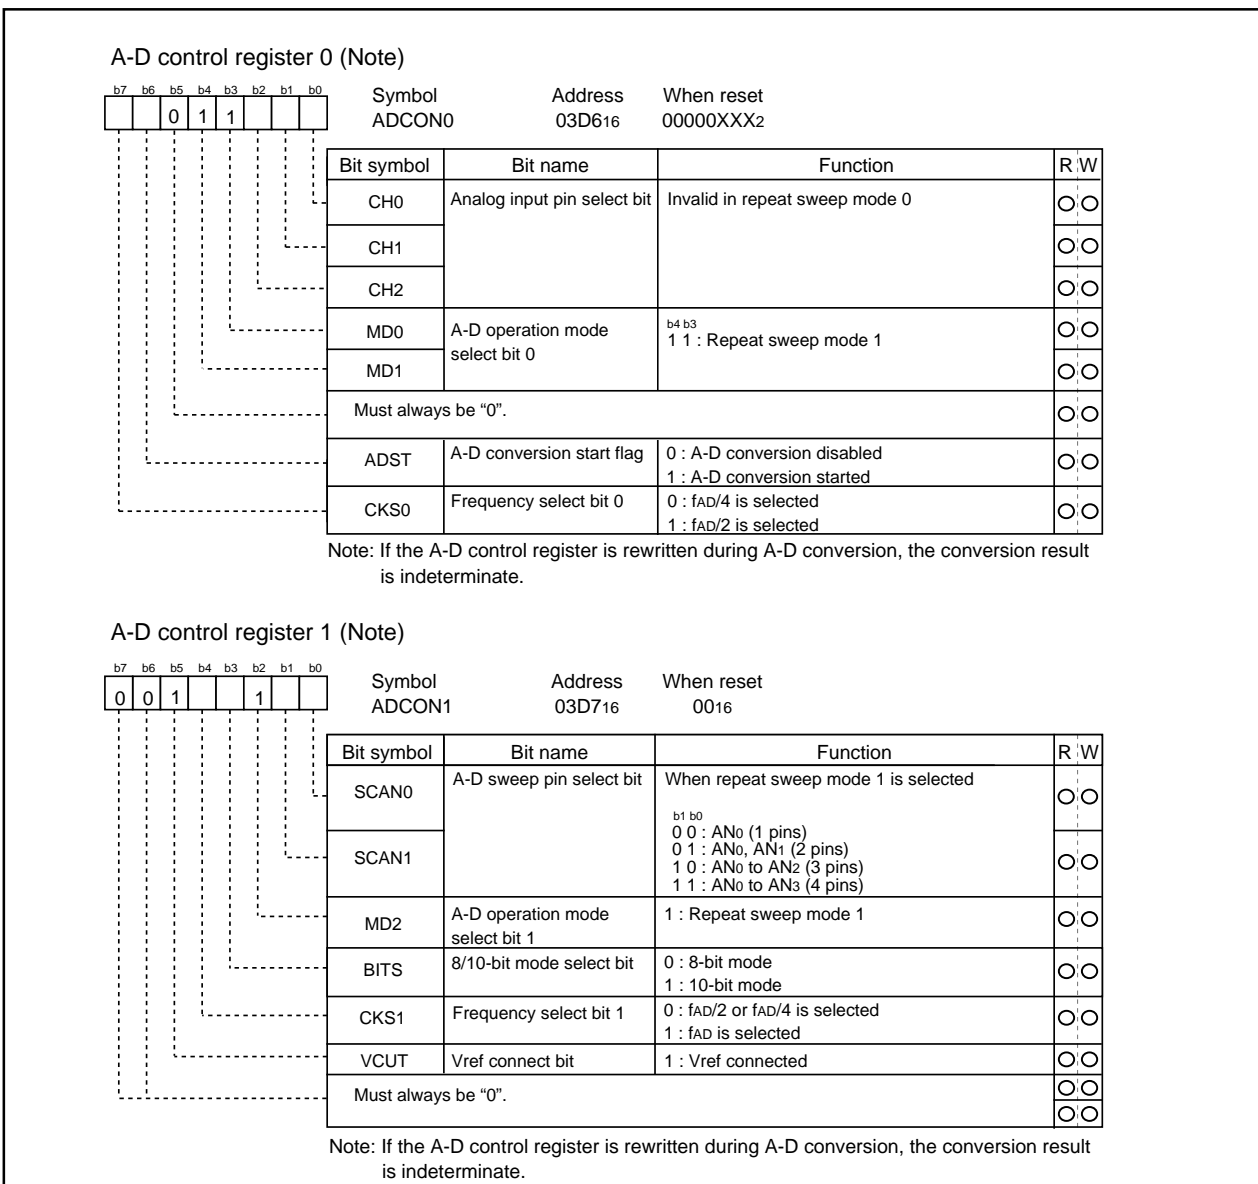 A-D control register 0 (Note)
b7 b6 b5 b4 b3 b2 b1 b0
0 1 1
Symbol Address When reset
ADCON0 03D616 00000XXX2
Bit symbol Bit name Function R W
CH0 Analog input pin select bit Invalid in repeat sweep mode 0
CH1
CH2
MD0 A-D operation mode select bit 0
b4 b3
1 1 : Repeat sweep mode 1
MD1
Must always be “0”.
ADST A-D conversion start flag 0 : A-D conversion disabled
1 : A-D conversion started
CKS0 Frequency select bit 0 0 : fAD/4 is selected
1 : fAD/2 is selected
Note: If the A-D control register is rewritten during A-D conversion, the conversion result
is indeterminate.
A-D control register 1 (Note)
b7 b6 b5 b4 b3 b2 b1 b0
0 0 1 1
Symbol Address When reset
ADCON1 03D716 0016
Bit symbol Bit name Function R W
SCAN0 A-D sweep pin select bit When repeat sweep mode 1 is selected
b1 b0
0 0 : AN0 (1 pins)
0 1 : AN0, AN1 (2 pins)
1 0 : AN0 to AN2 (3 pins)
1 1 : AN0 to AN3 (4 pins)
SCAN1
MD2 A-D operation mode select bit 1 1 : Repeat sweep mode 1
BITS 8/10-bit mode select bit 0 : 8-bit mode
1 : 10-bit mode
CKS1 Frequency select bit 1 0 : fAD/2 or fAD/4 is selected
1 : fAD is selected
VCUT Vref connect bit 1 : Vref connected
Must always be “0”.
Note: If the A-D control register is rewritten during A-D conversion, the conversion result
is indeterminate.